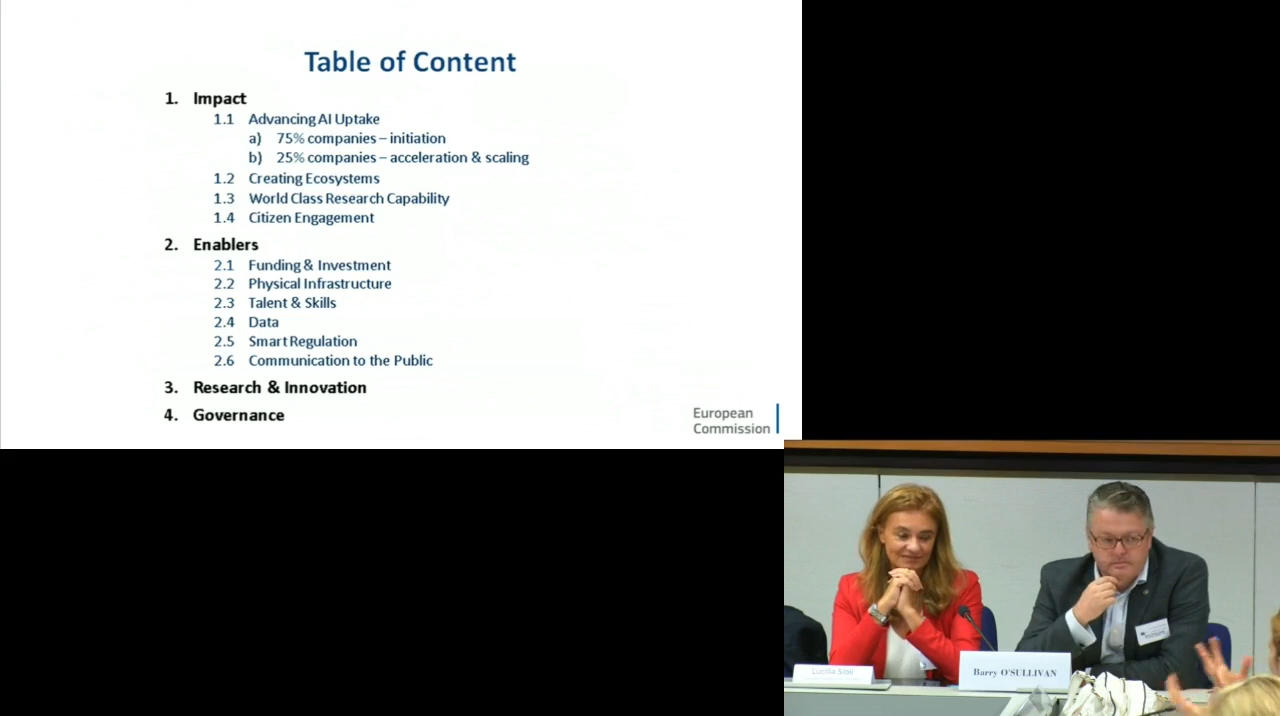 Table of Content
1. Impact
1.1 Advancing AI Uptake
a) 75% companies – initiation
b) 25% companies – acceleration & scaling
1.2 Creating Ecosystems
1.3 World Class Research Capability
1.4 Citizen Engagement
2. Enablers
2.1 Funding & Investment
2.2 Physical Infrastructure
2.3 Talent & Skills
2.4 Data
2.5 Smart Regulation
2.6 Communication to the Public
3. Research & Innovation
4. Governance
European
Commission
Lucilla Sioli
Barry O'SULLIVAN